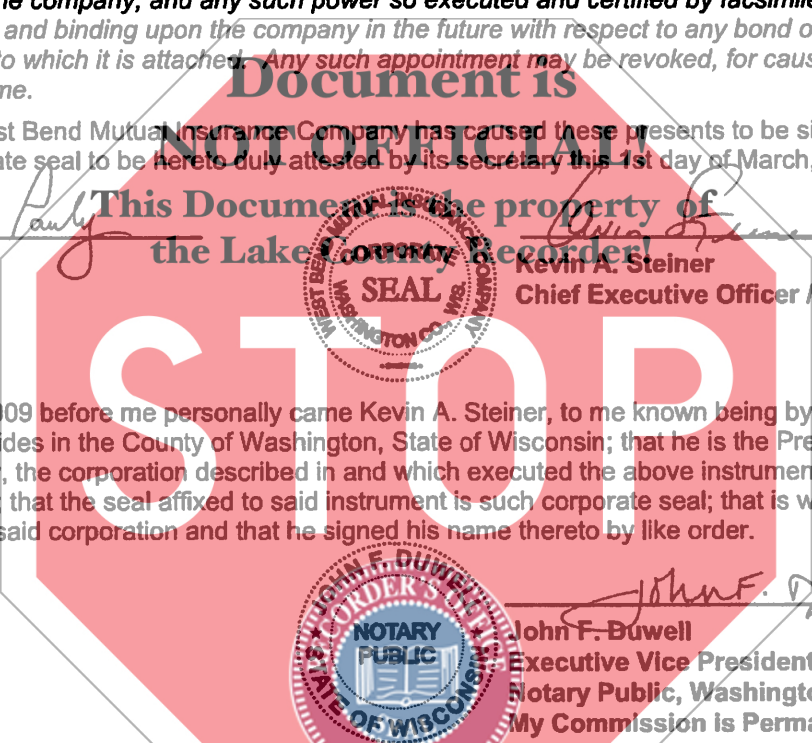 ne company, and any such power so executed and certified by facsimile
and binding upon the company in the future with respect to any bond o
to which it is attached. Any such appointment may be revoked, for caus
me.
Document is
st Bend Mutual Insurance Company has caused these presents to be si
NOT OFFICIAL!
ate seal to be hereto duly attested by its secretary this 1st day of March,
This Document is the property of
Pauly
the Lake County Recorder!
WEST BEND MUTUAL INSURANCE COMPANY
CORPORATE
SEAL
WASHINGTON CO., WIS.
Kevin A. Steiner
Chief Executive Officer /
STOP
009 before me personally came Kevin A. Steiner, to me known being by
ides in the County of Washington, State of Wisconsin; that he is the Pre
, the corporation described in and which executed the above instrumen
; that the seal affixed to said instrument is such corporate seal; that is w
said corporation and that he signed his name thereto by like order.
John F. D
JOHN F. DUWELL
RECORDER'S OFFICE
NOTARY
PUBLIC
STATE OF WISCONSIN
John F. Duwell
Executive Vice President
Notary Public, Washingto
My Commission is Perma